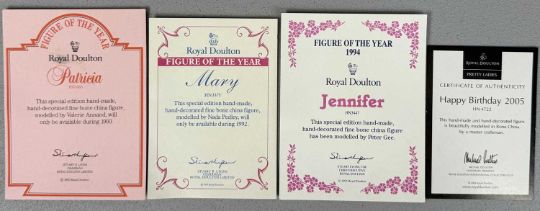 FIGURE OF THE YEAR
Royal Doulton
Patricia
This special edition hand-made,
hand-decorated fine bone china figure,
modelled by Valerie Annand, will
only be available during 1993
Royal Doulton
FIGURE OF THE YEAR
Mary
HN3375
This special edition hand-made,
hand-decorated fine bone china figure,
modelled by Nada Pedley, will
only be available during 1992.
FIGURE OF THE YEAR
1994
Royal Doulton
Jennifer
HN3447
This special edition hand-made,
hand-decorated fine bone china figure
has been modelled by Peter Gee.
ROYAL DOULTON
PRETTY LADIES
CERTIFICATE OF AUTHENTICITY
Happy Birthday 2005
HN 4722
This hand-made and hand-decorated figure
is beautifully modelled in Bone China
by a master craftsman.